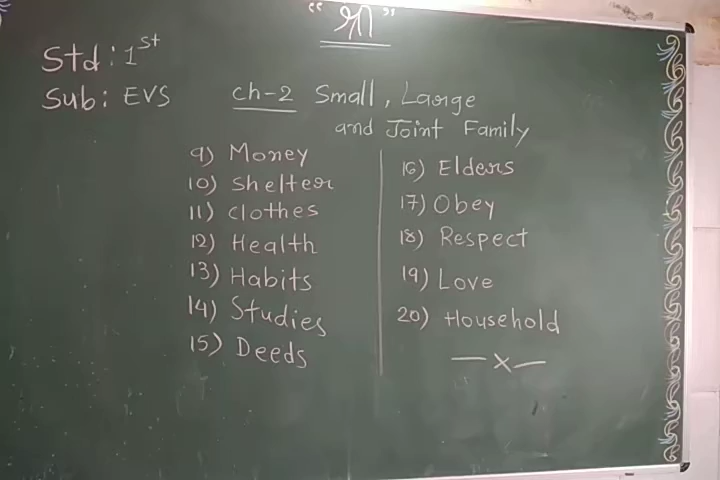 "श्री"
Std: 1st
Sub: EVS
Ch-2 Small, Large
and Joint Family
9) Money
10) Shelter
11) Clothes
12) Health
13) Habits
14) Studies
15) Deeds
16) Elders
17) Obey
18) Respect
19) Love
20) Household
—x—